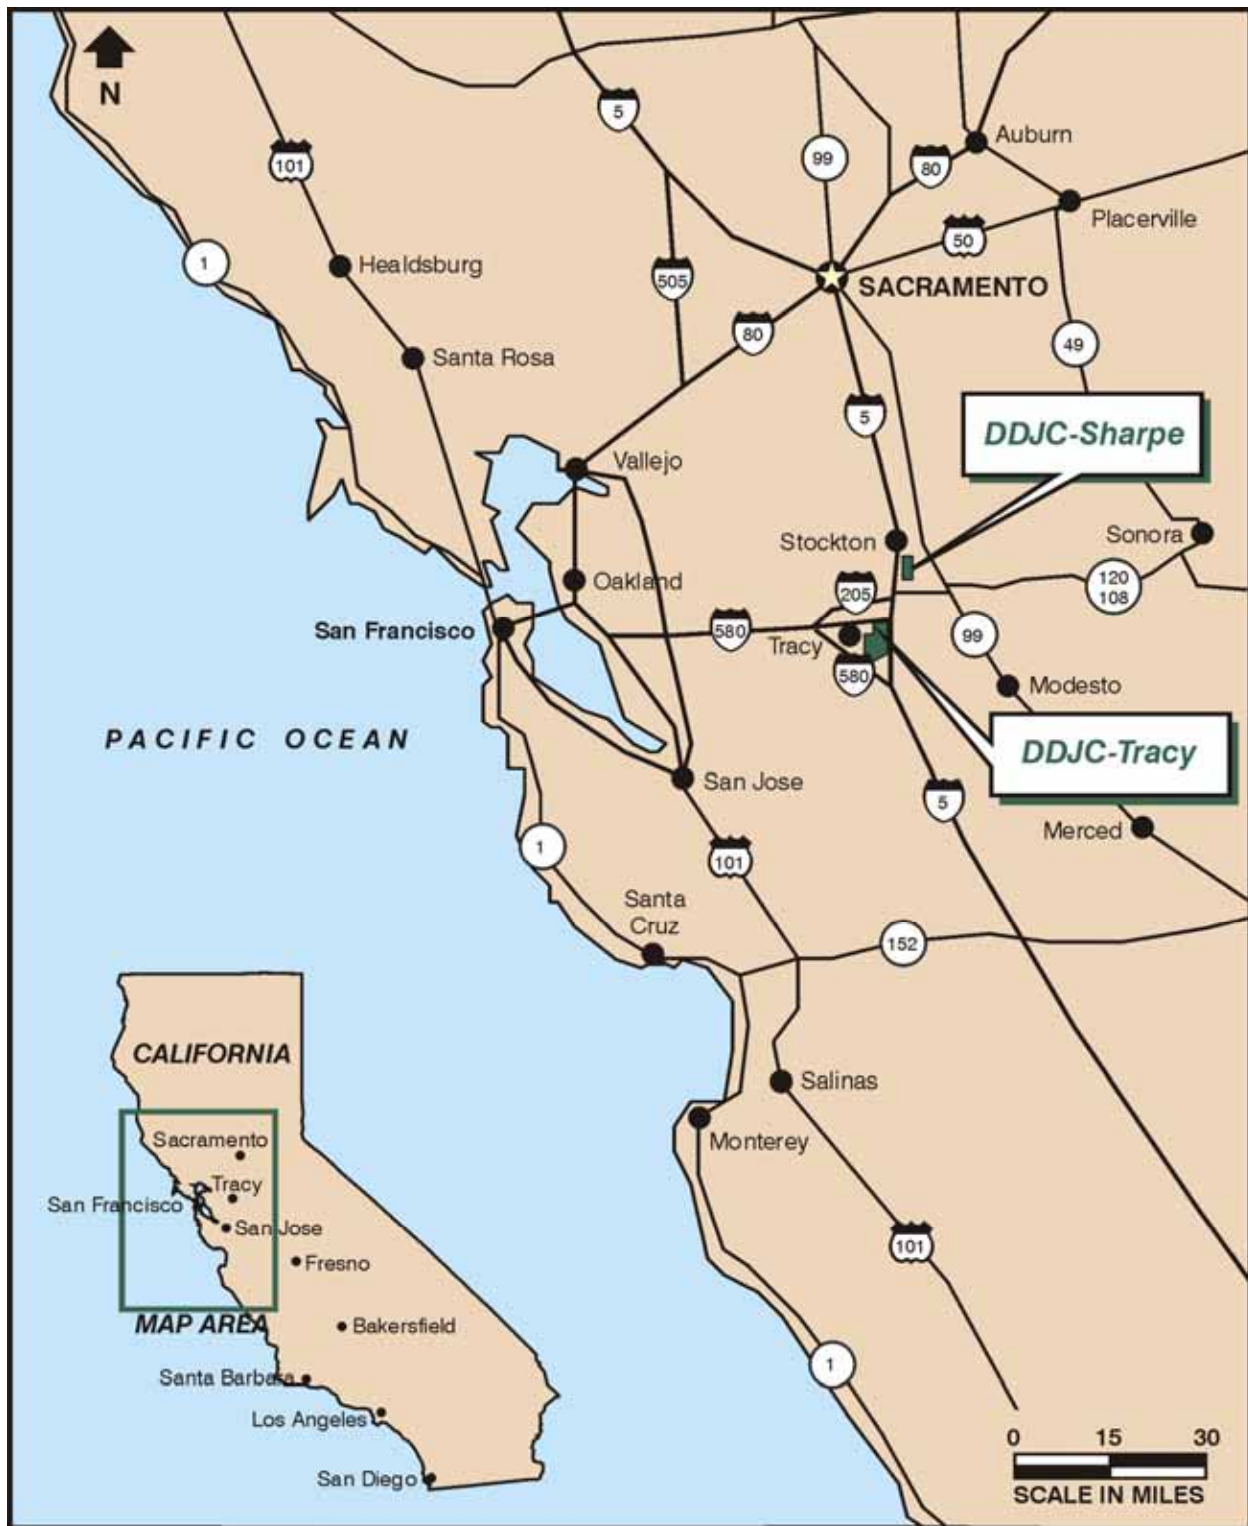 N
5
Auburn
99
80
101
Placerville
50
1
Healdsburg
505
SACRAMENTO
80
49
Santa Rosa
5
DDJC-Sharpe
Vallejo
Stockton
Sonora
Oakland
205
120
108
San Francisco
580
Tracy
99
580
Modesto
PACIFIC OCEAN
DDJC-Tracy
San Jose
5
Merced
1
101
Santa
Cruz
152
CALIFORNIA
Salinas
Monterey
Sacramento
Tracy
San Francisco
San Jose
101
Fresno
MAP AREA
Bakersfield
1
Santa Barbara
Los Angeles
San Diego
0 15 30
SCALE IN MILES